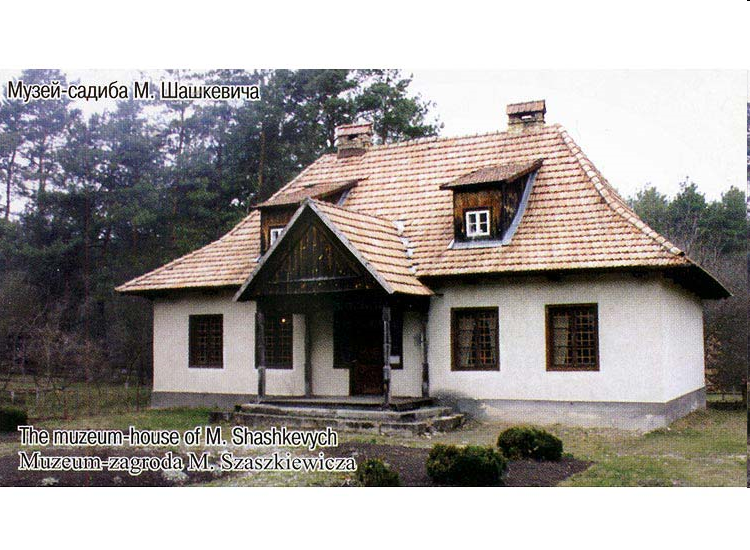 Музей-садиба М. Шашкевича
The muzeum-house of M. Shashkevych
Muzeum-zagroda M. Szaszkiewicza